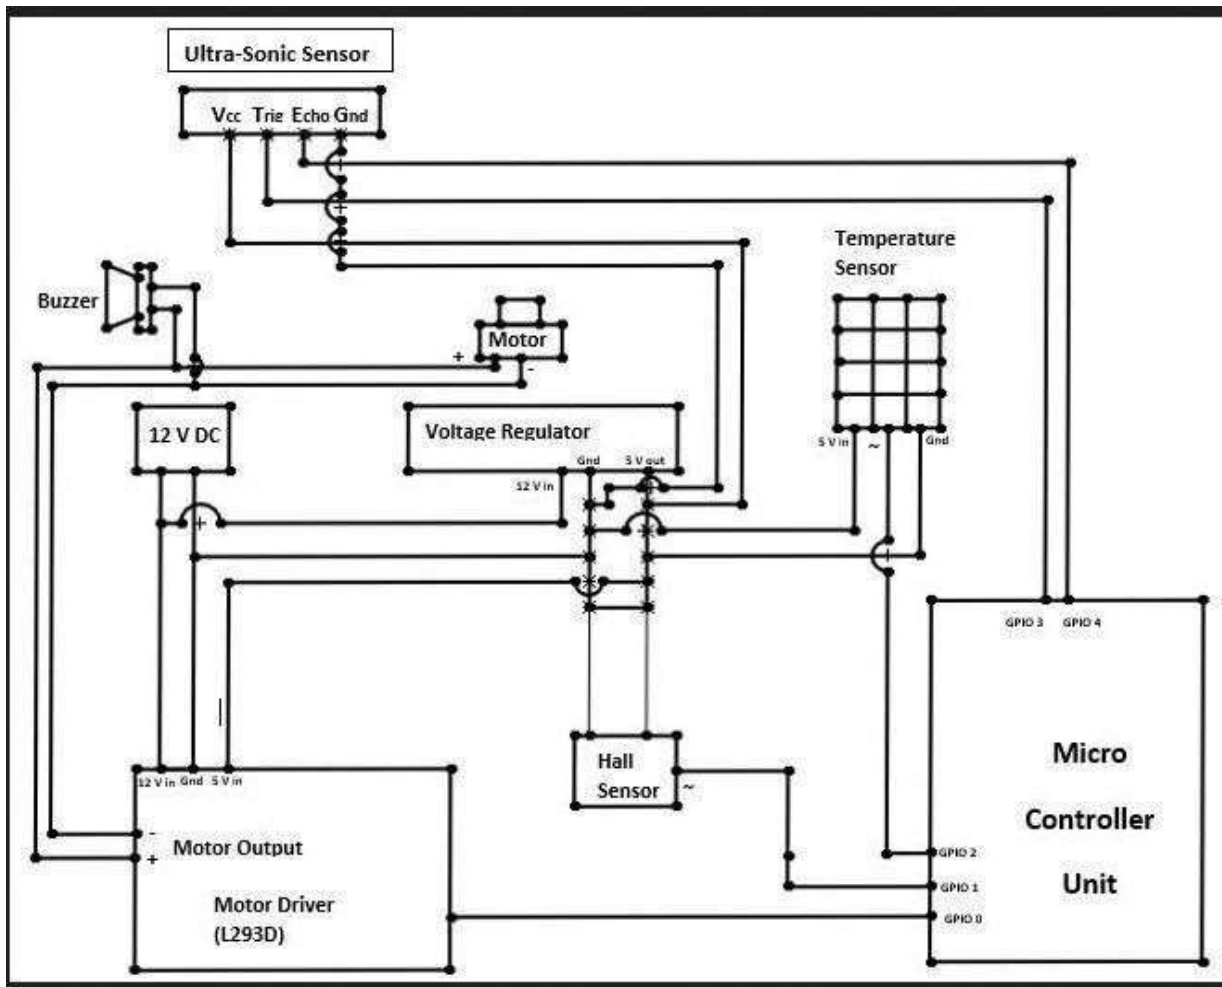 Ultra-Sonic Sensor
Vcc Trig Echo Gnd
Temperature
Sensor
Buzzer
Motor
+
-
12 V DC
Voltage Regulator
Gnd 5 V out
12 V in
5 V in ~ Gnd
GPIO 3 GPIO 4
Hall
Sensor
~
Micro
Controller
Unit
12 V in Gnd 5 V in
-
Motor Output
+
Motor Driver
(L293D)
GPIO 2
GPIO 1
GPIO 0